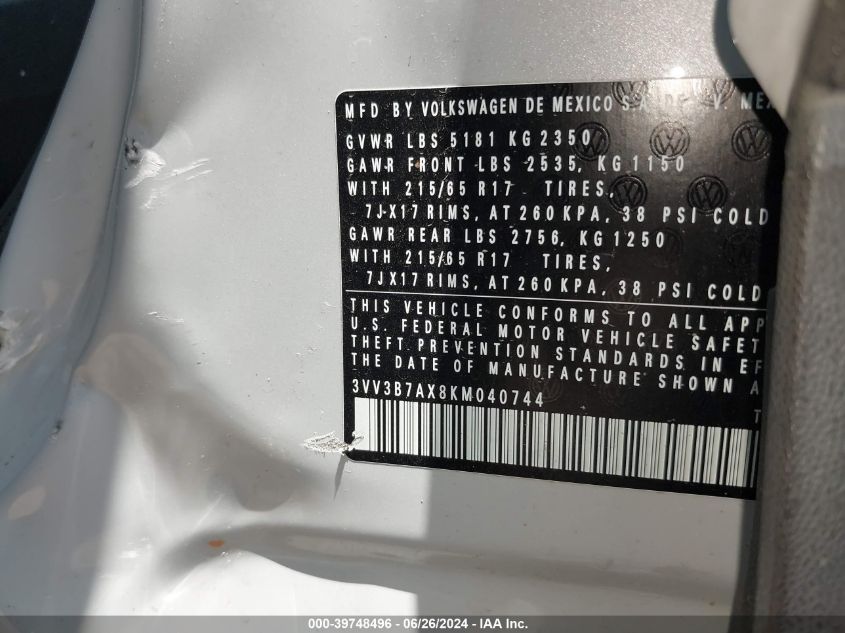 MFD BY VOLKSWAGEN DE MEXICO S.A. DE
GVWR LBS 5181 KG 2350
GAWR FRONT LBS 2535, KG 1150
WITH 215/65 R17 TIRES,
7J-X17 RIMS, AT 260 KPA, 38 PSI COLD
GAWR REAR LBS 2756, KG 1250
WITH 215/65 R17 TIRES,
7JX17 RIMS, AT 260 KPA, 38 PSI COLD
THIS VEHICLE CONFORMS TO ALL APP
U.S. FEDERAL MOTOR VEHICLE SAFET
THEFT PREVENTION STANDARDS IN EF
THE DATE OF MANUFACTURE SHOWN A
3VV3B7AX8KM040744
T
000-39748496 - 06/26/2024 - IAA Inc.